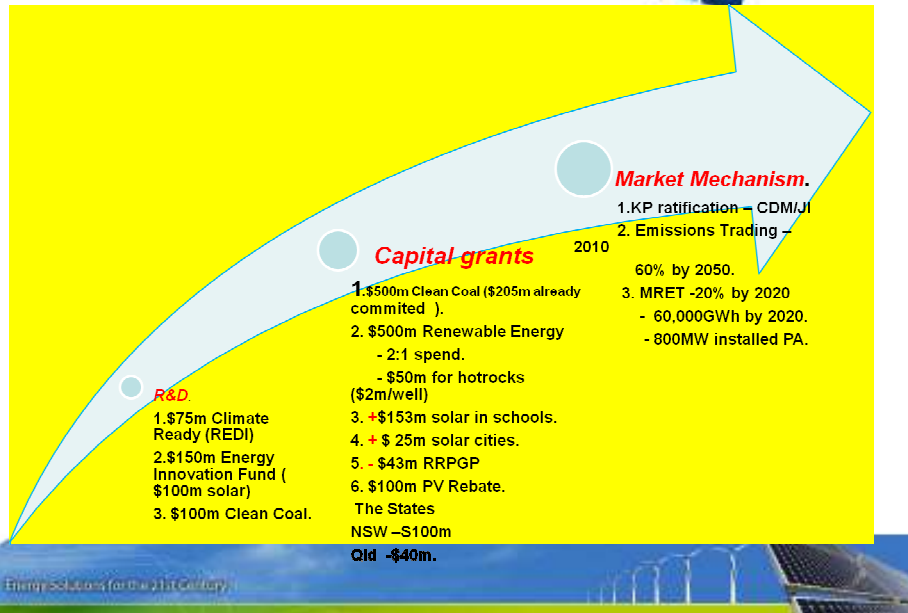 R&D.
1.$75m Climate
Ready (REDI)
2.$150m Energy
Innovation Fund (
$100m solar)
3. $100m Clean Coal.
Capital grants
1.$500m Clean Coal ($205m already
commited ).
2. $500m Renewable Energy
- 2:1 spend.
- $50m for hotrocks
($2m/well)
3. +$153m solar in schools.
4. + $ 25m solar cities.
5. - $43m RRPGP
6. $100m PV Rebate.
The States
NSW –S100m
Qld -$40m.
2010
Market Mechanism.
1.KP ratification – CDM/JI
2. Emissions Trading –
60% by 2050.
3. MRET -20% by 2020
- 60,000GWh by 2020.
- 800MW installed PA.
Energy Solutions for the 21st Century